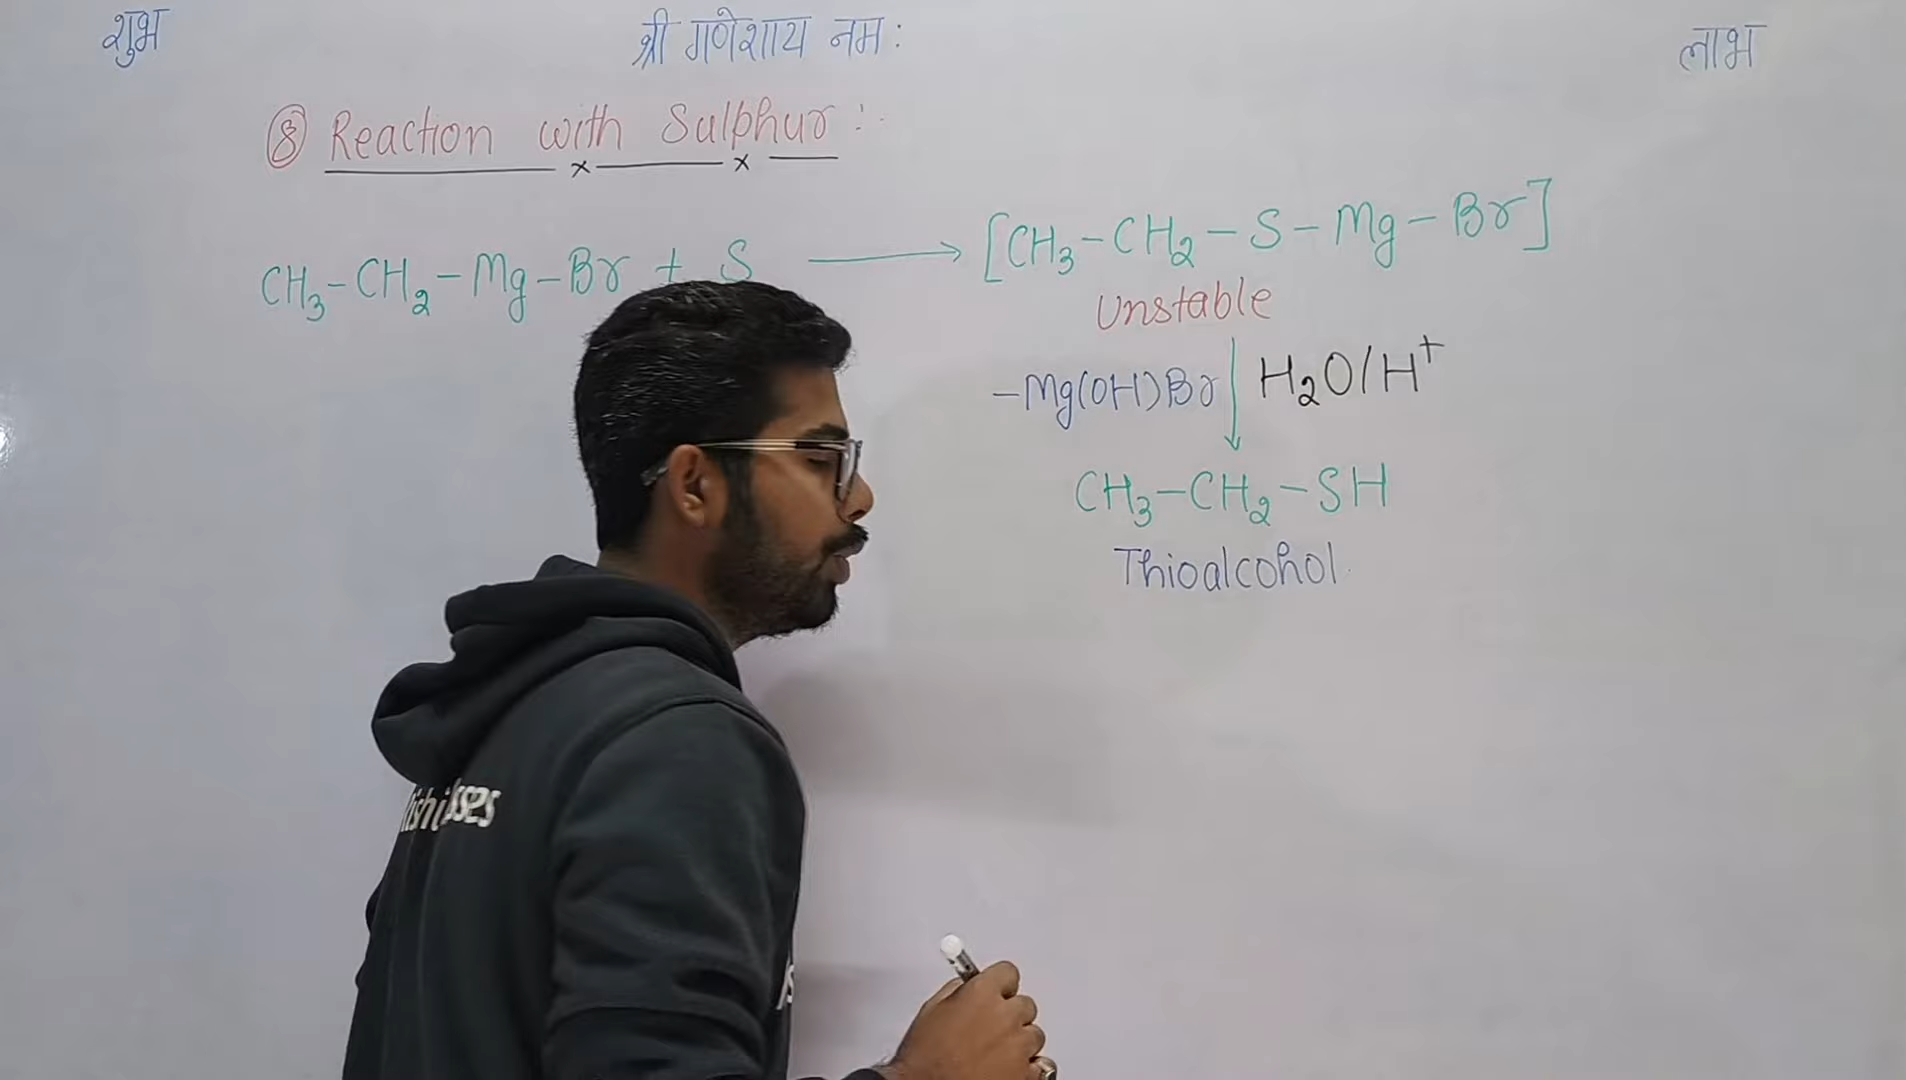 शुभ श्री गणेशाय नम: लाभ
⑧ Reaction with Sulphur :-
CH₃-CH₂-Mg-Br + S ⟶ [CH₃-CH₂-S-Mg-Br]
Unstable
-Mg(OH)Br ↓ H₂O/H⁺
CH₃-CH₂-SH
Thioalcohol